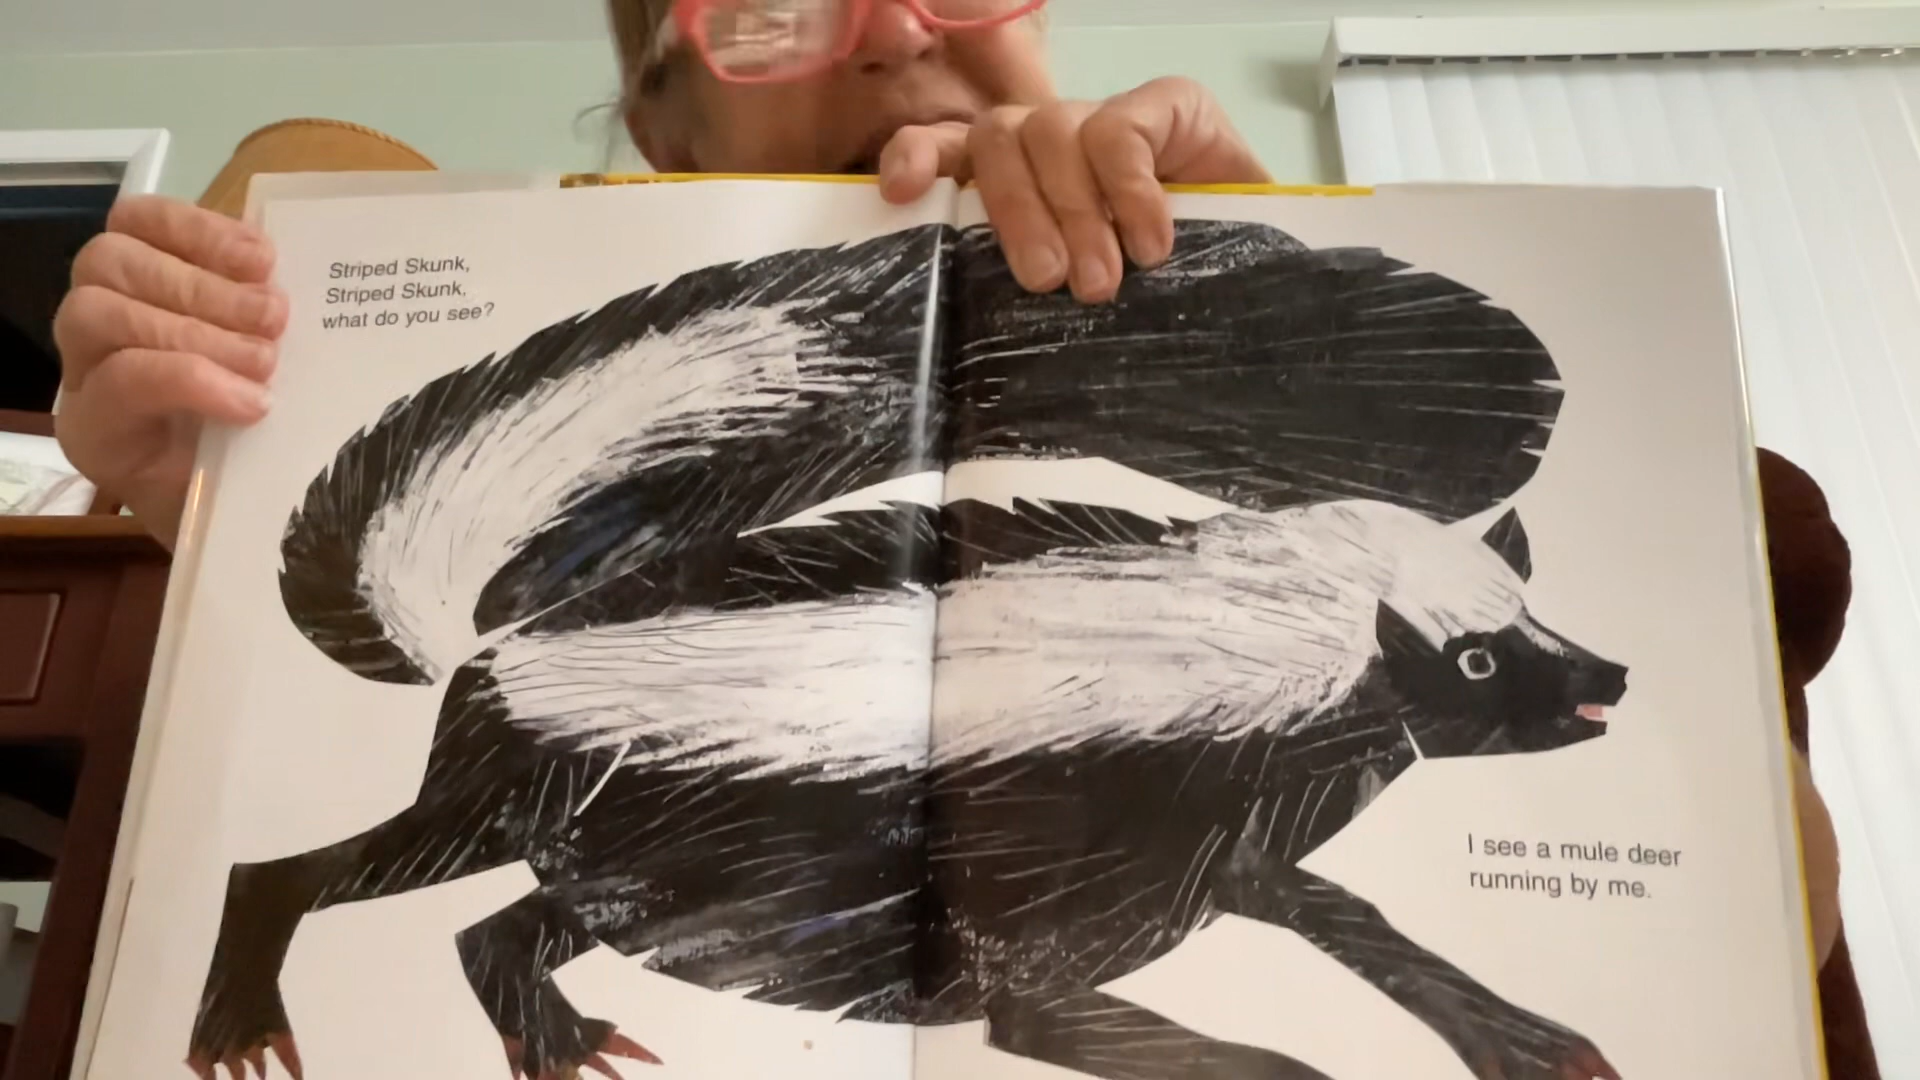 Striped Skunk,
Striped Skunk,
what do you see?
I see a mule deer
running by me.